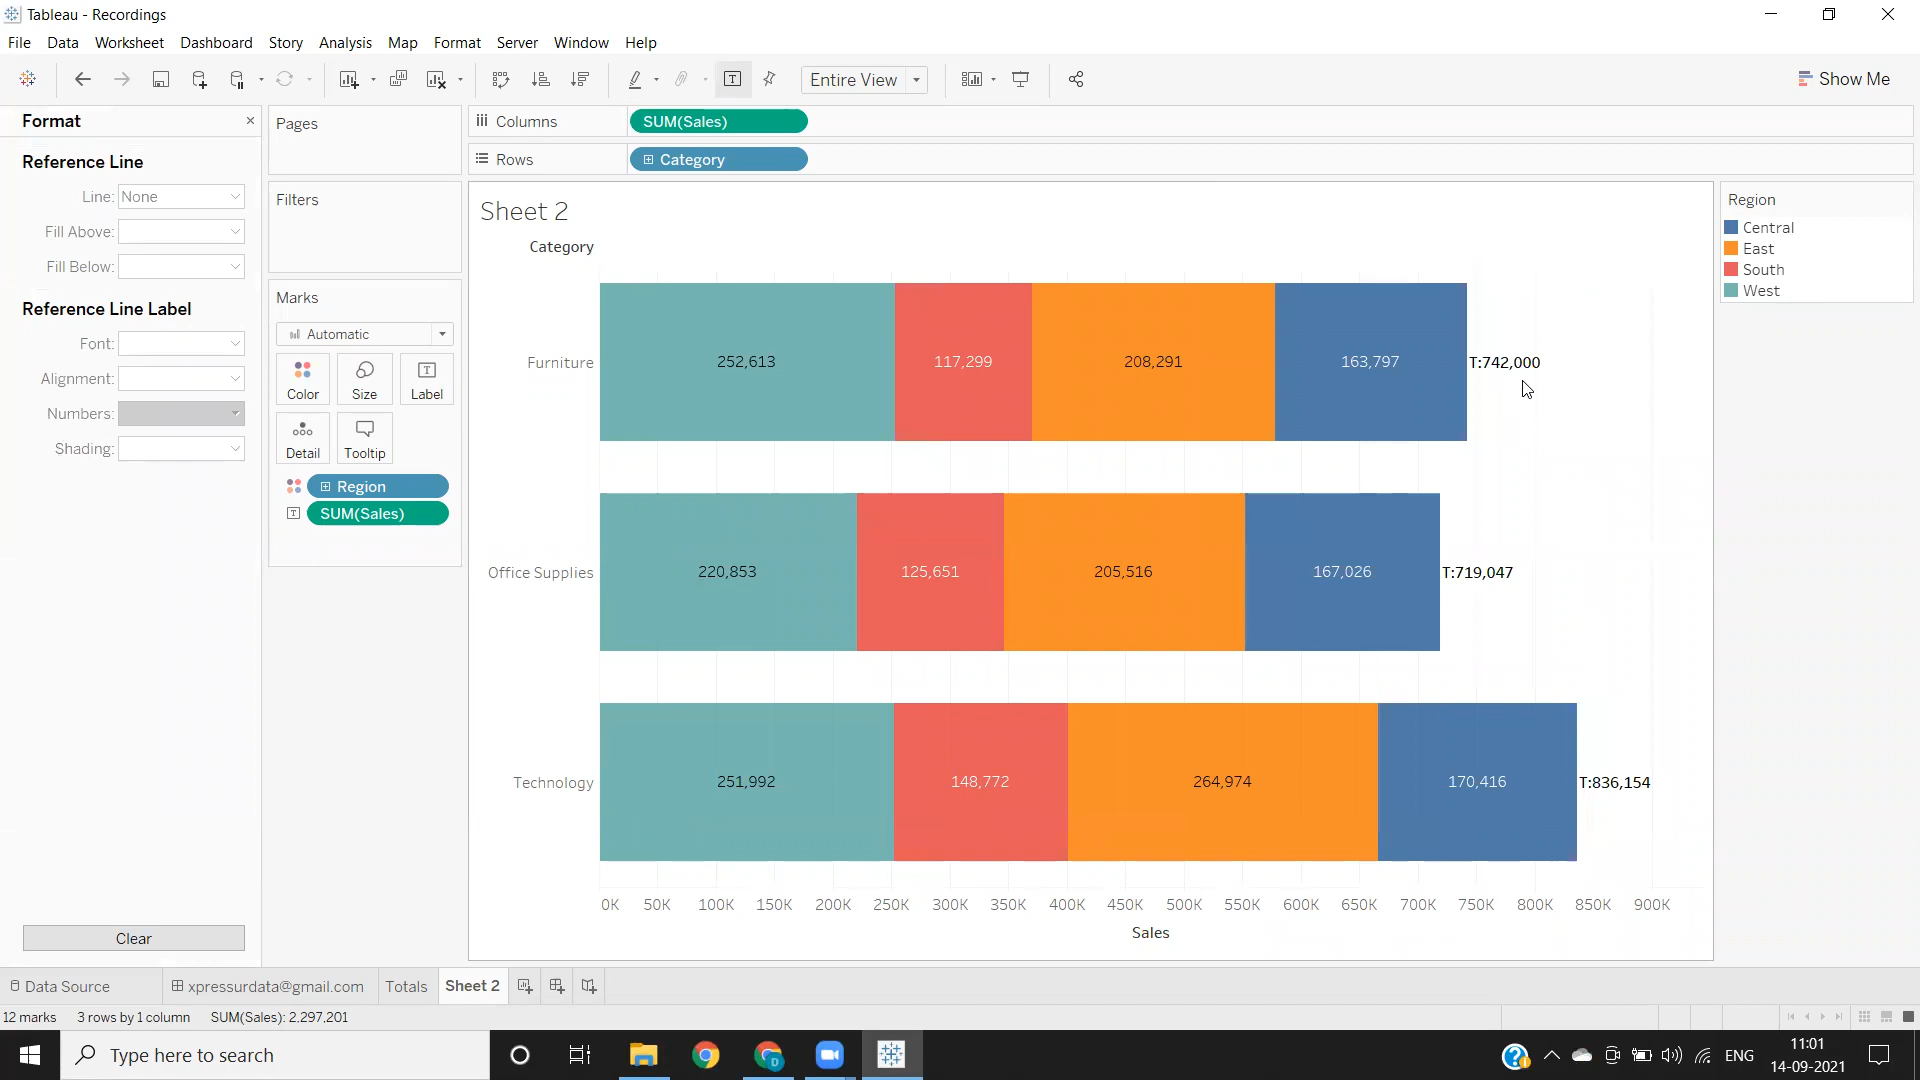 Tableau - Recordings
File Data Worksheet Dashboard Story Analysis Map Format Server Window Help
Entire View
Show Me
Format
Reference Line
Line: None
Fill Above:
Fill Below:
Reference Line Label
Font:
Alignment:
Numbers:
Shading:
Clear
Pages
Filters
Marks
Automatic
Color Size Label
Detail Tooltip
Region
SUM(Sales)
Columns SUM(Sales)
Rows Category
Sheet 2
Category
Furniture 252,613 117,299 208,291 163,797 T:742,000
Office Supplies 220,853 125,651 205,516 167,026 T:719,047
Technology 251,992 148,772 264,974 170,416 T:836,154
0K 50K 100K 150K 200K 250K 300K 350K 400K 450K 500K 550K 600K 650K 700K 750K 800K 850K 900K
Sales
Region
Central
East
South
West
Data Source xpressurdata@gmail.com Totals Sheet 2
12 marks 3 rows by 1 column SUM(Sales): 2,297,201
Type here to search
ENG
11:01
14-09-2021